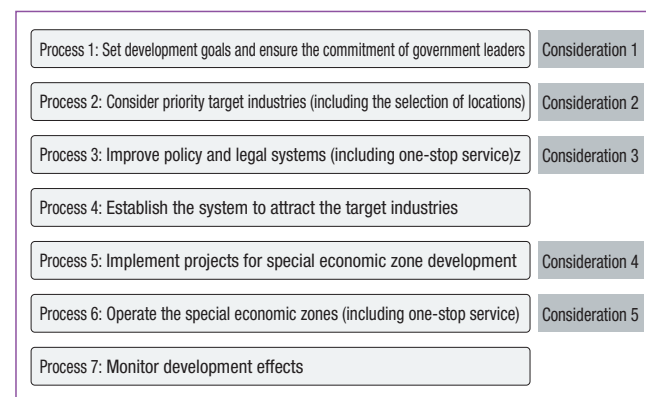 Process 1: Set development goals and ensure the commitment of government leaders Consideration 1
Process 2: Consider priority target industries (including the selection of locations) Consideration 2
Process 3: Improve policy and legal systems (including one-stop service)z Consideration 3
Process 4: Establish the system to attract the target industries
Process 5: Implement projects for special economic zone development Consideration 4
Process 6: Operate the special economic zones (including one-stop service) Consideration 5
Process 7: Monitor development effects